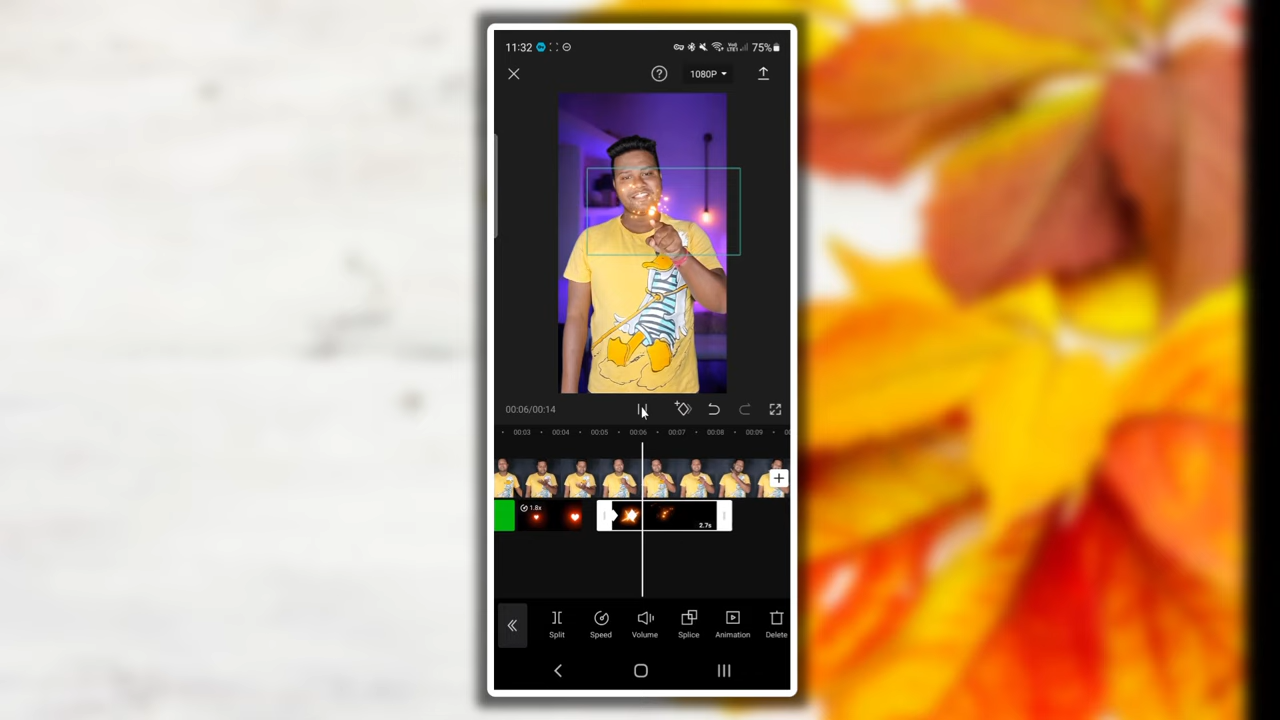 11:32
75%
1080P
00:06/00:14
00:03 00:04 00:05 00:06 00:07 00:08 00:09
1.8x
2.7s
Split Speed Volume Splice Animation Delete